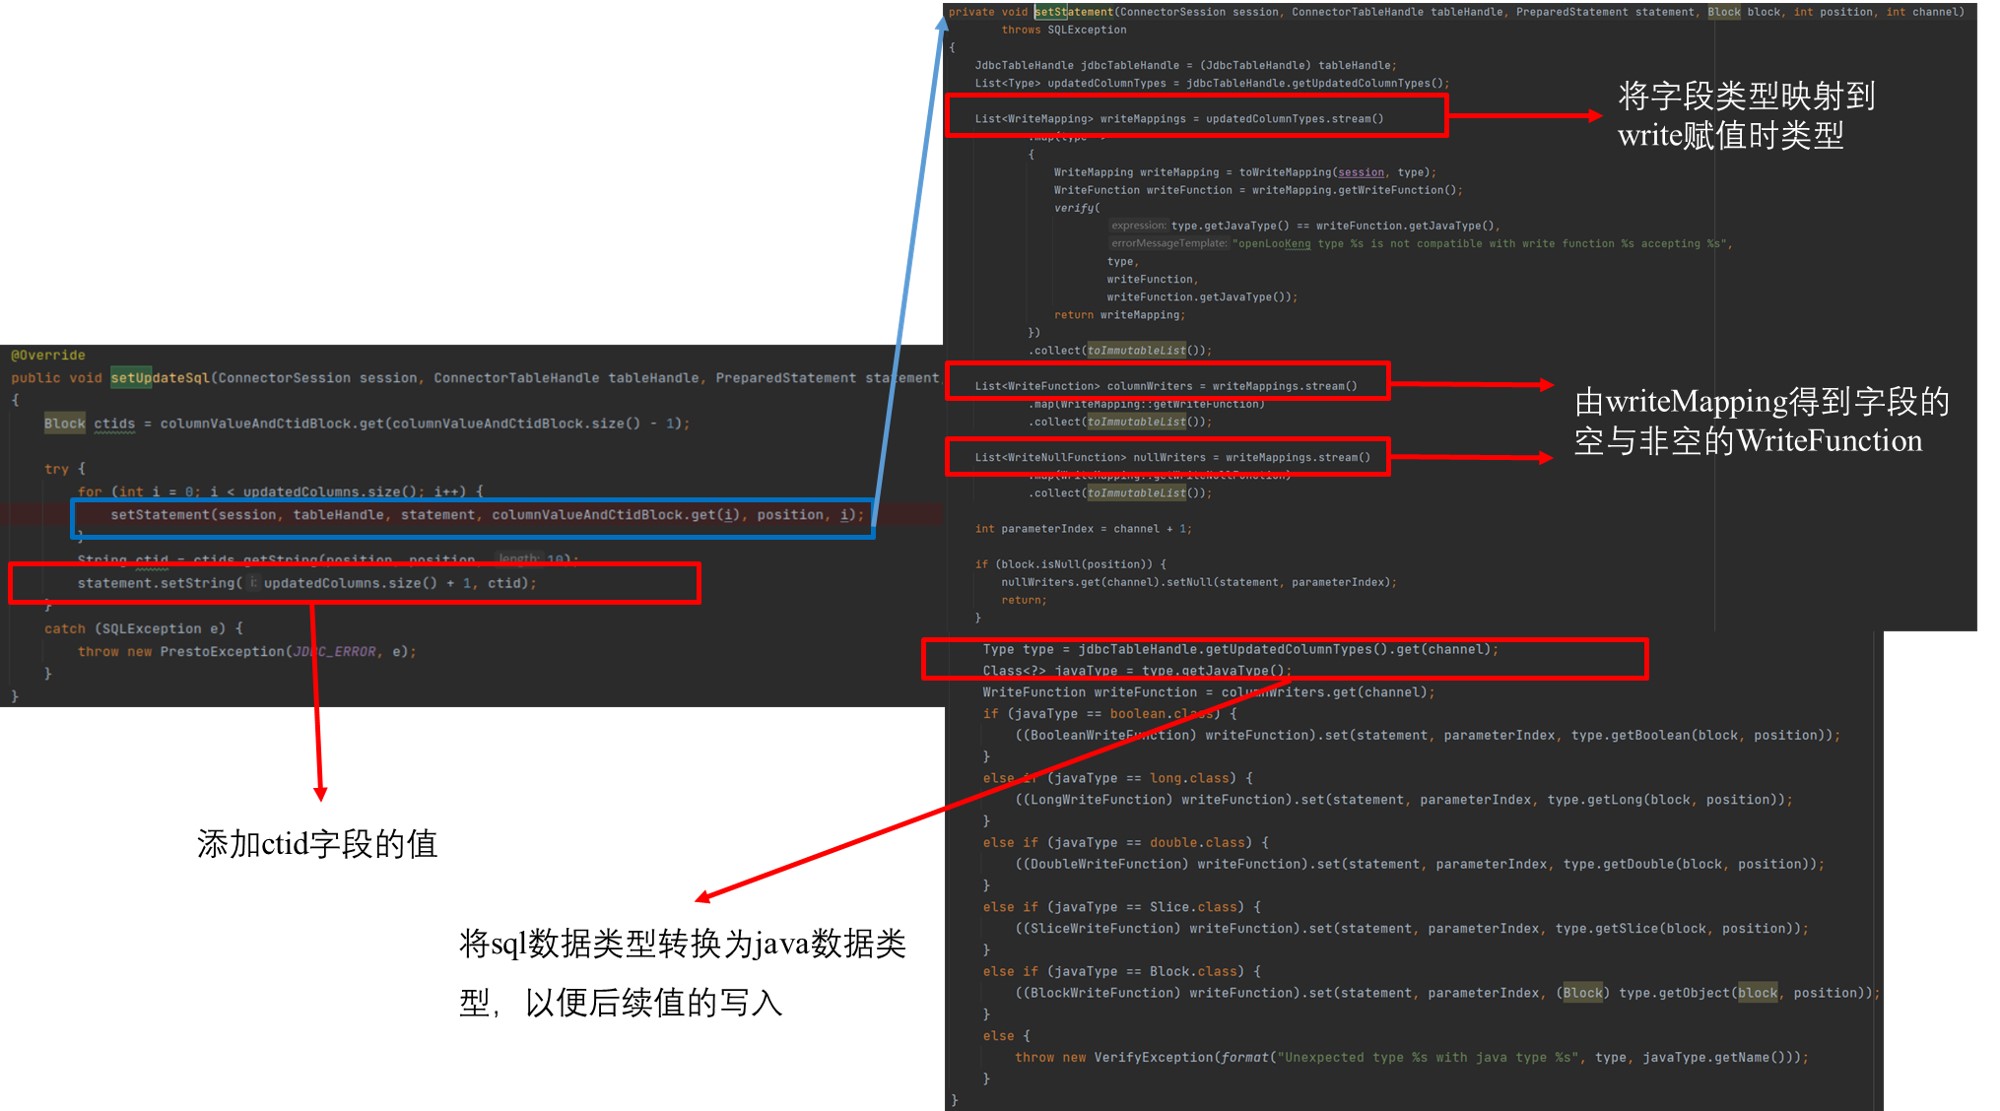 @Override
public void setUpdateSql(ConnectorSession session, ConnectorTableHandle tableHandle, PreparedStatement statement,
{
Block ctids = columnValueAndCtidBlock.get(columnValueAndCtidBlock.size() - 1);
try {
for (int i = 0; i < updatedColumns.size(); i++) {
setStatement(session, tableHandle, statement, columnValueAndCtidBlock.get(i), position, i);
}
String ctid = ctids.getString(position, position, length: 10);
statement.setString( i: updatedColumns.size() + 1, ctid);
}
catch (SQLException e) {
throw new PrestoException(JDBC_ERROR, e);
}
}
添加ctid字段的值
将sql数据类型转换为java数据类
型，以便后续值的写入
private void setStatement(ConnectorSession session, ConnectorTableHandle tableHandle, PreparedStatement statement, Block block, int position, int channel)
throws SQLException
{
JdbcTableHandle jdbcTableHandle = (JdbcTableHandle) tableHandle;
List<Type> updatedColumnTypes = jdbcTableHandle.getUpdatedColumnTypes();
List<WriteMapping> writeMappings = updatedColumnTypes.stream()
.map(type ->
{
WriteMapping writeMapping = toWriteMapping(session, type);
WriteFunction writeFunction = writeMapping.getWriteFunction();
verify(
expression: type.getJavaType() == writeFunction.getJavaType(),
errorMessageTemplate: "openLooKeng type %s is not compatible with write function %s accepting %s",
type,
writeFunction,
writeFunction.getJavaType());
return writeMapping;
})
.collect(toImmutableList());
List<WriteFunction> columnWriters = writeMappings.stream()
.map(WriteMapping::getWriteFunction)
.collect(toImmutableList());
List<WriteNullFunction> nullWriters = writeMappings.stream()
.map(WriteMapping::getWriteNullFunction)
.collect(toImmutableList());
int parameterIndex = channel + 1;
if (block.isNull(position)) {
nullWriters.get(channel).setNull(statement, parameterIndex);
return;
}
Type type = jdbcTableHandle.getUpdatedColumnTypes().get(channel);
Class<?> javaType = type.getJavaType();
WriteFunction writeFunction = columnWriters.get(channel);
if (javaType == boolean.class) {
((BooleanWriteFunction) writeFunction).set(statement, parameterIndex, type.getBoolean(block, position));
}
else if (javaType == long.class) {
((LongWriteFunction) writeFunction).set(statement, parameterIndex, type.getLong(block, position));
}
else if (javaType == double.class) {
((DoubleWriteFunction) writeFunction).set(statement, parameterIndex, type.getDouble(block, position));
}
else if (javaType == Slice.class) {
((SliceWriteFunction) writeFunction).set(statement, parameterIndex, type.getSlice(block, position));
}
else if (javaType == Block.class) {
((BlockWriteFunction) writeFunction).set(statement, parameterIndex, (Block) type.getObject(block, position));
}
else {
throw new VerifyException(format("Unexpected type %s with java type %s", type, javaType.getName()));
}
}
将字段类型映射到
write赋值时类型
由writeMapping得到字段的
空与非空的WriteFunction